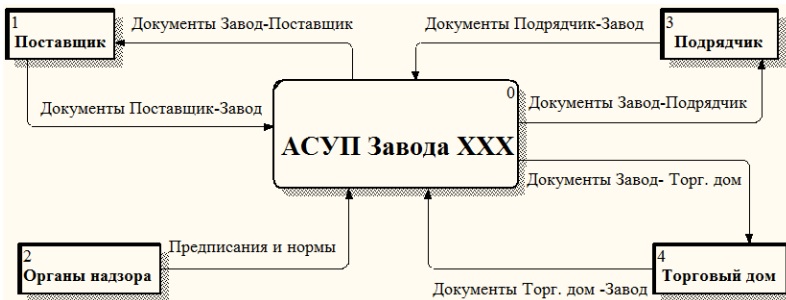 1
Поставщик
Документы Завод-Поставщик
Документы Подрядчик-Завод
3
Подрядчик
Документы Поставщик-Завод
0
АСУП Завода XXX
Документы Завод-Подрядчик
Документы Завод- Торг. дом
2
Органы надзора
Предписания и нормы
4
Торговый дом
Документы Торг. дом -Завод